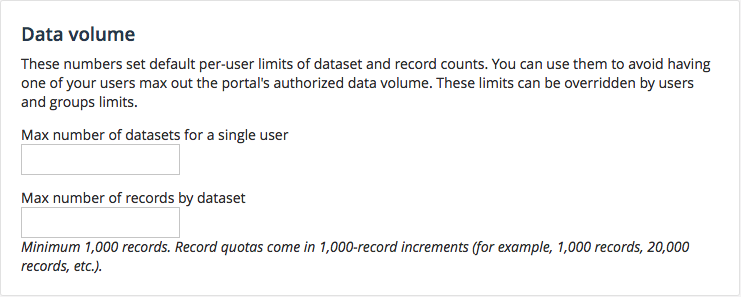 Data volume
These numbers set default per-user limits of dataset and record counts. You can use them to avoid having
one of your users max out the portal's authorized data volume. These limits can be overridden by users
and groups limits.
Max number of datasets for a single user
Max number of records by dataset
Minimum 1,000 records. Record quotas come in 1,000-record increments (for example, 1,000 records, 20,000
records, etc.).